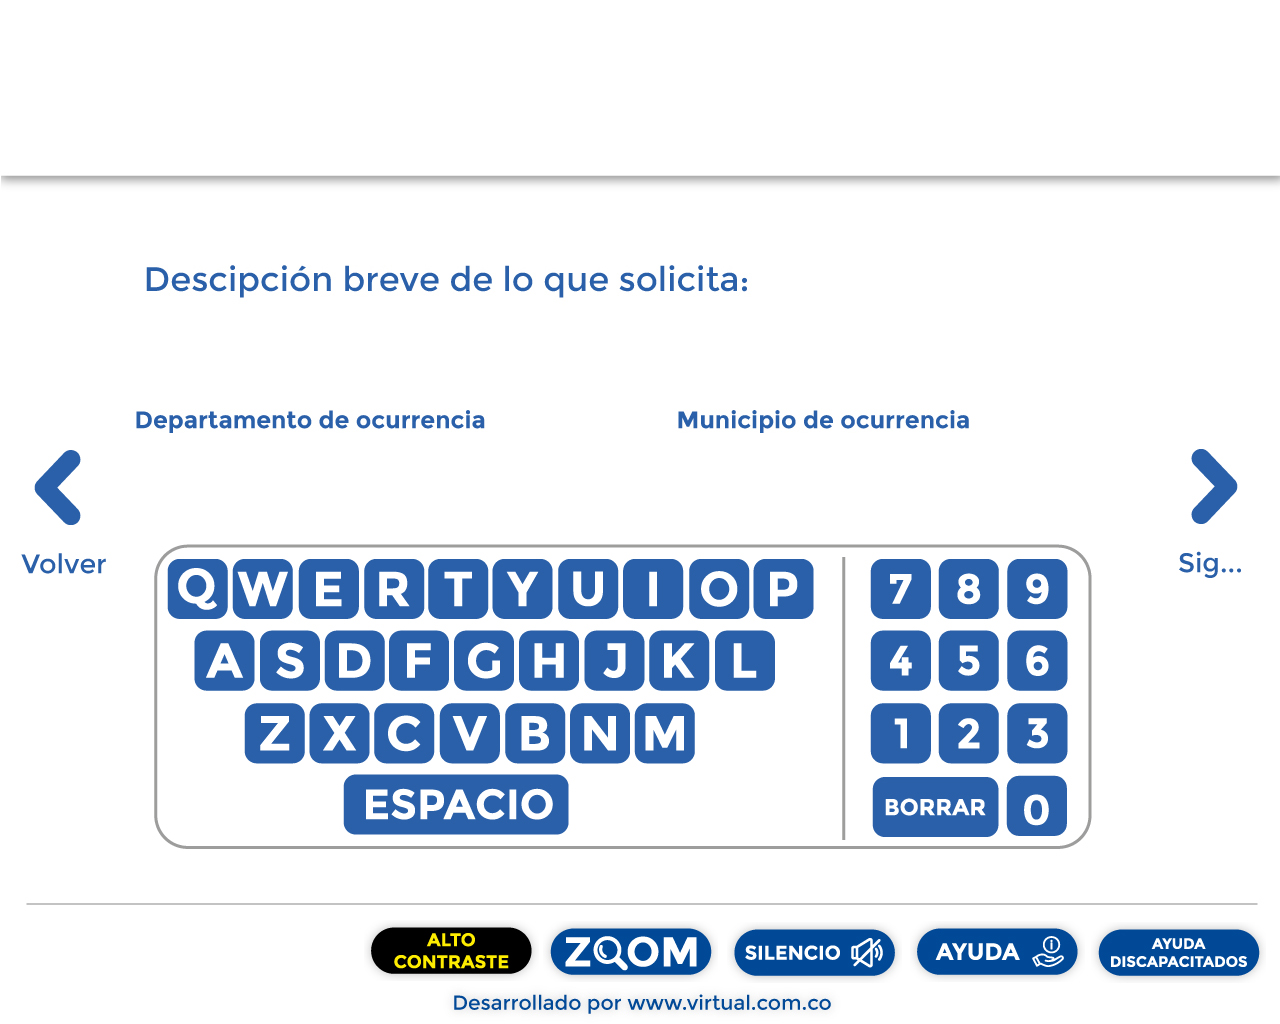 Descipción breve de lo que solicita:
Departamento de ocurrencia
Municipio de ocurrencia
Volver
Sig...
Q W E R T Y U I O P
7 8 9
A S D F G H J K L
4 5 6
Z X C V B N M
1 2 3
ESPACIO
BORRAR 0
ALTO
CONTRASTE
ZOOM
SILENCIO
AYUDA
AYUDA
DISCAPACITADOS
Desarrollado por www.virtual.com.co